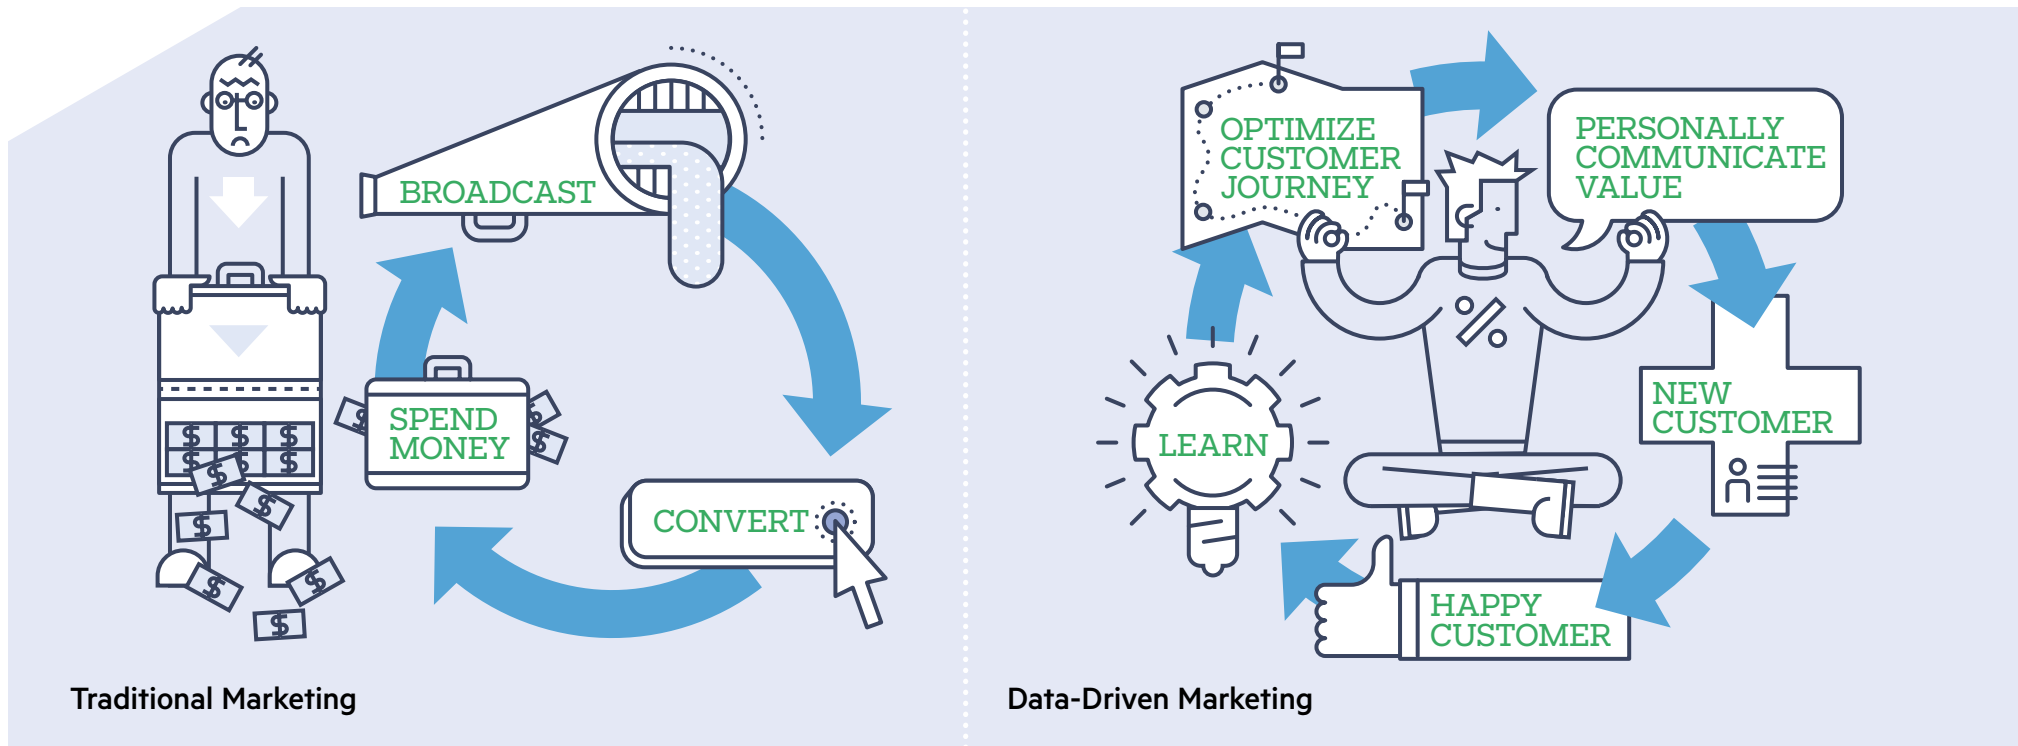 BROADCAST
SPEND
MONEY
$ $ $
$ $ $
$
$
$
$
$
$
$
$
$
CONVERT
Traditional Marketing
OPTIMIZE
CUSTOMER
JOURNEY
PERSONALLY
COMMUNICATE
VALUE
%
NEW
CUSTOMER
LEARN
HAPPY
CUSTOMER
Data-Driven Marketing